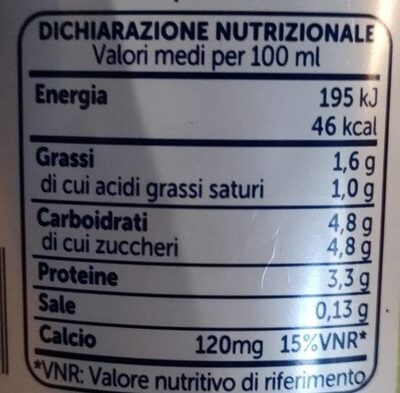 DICHIARAZIONE NUTRIZIONALE
Valori medi per 100 ml
Energia 195 kJ
46 kcal
Grassi 1,6 g
di cui acidi grassi saturi 1,0 g
Carboidrati 4,8 g
di cui zuccheri 4,8 g
Proteine 3,3 g
Sale 0,13 g
Calcio 120mg 15%VNR*
*VNR: Valore nutritivo di riferimento